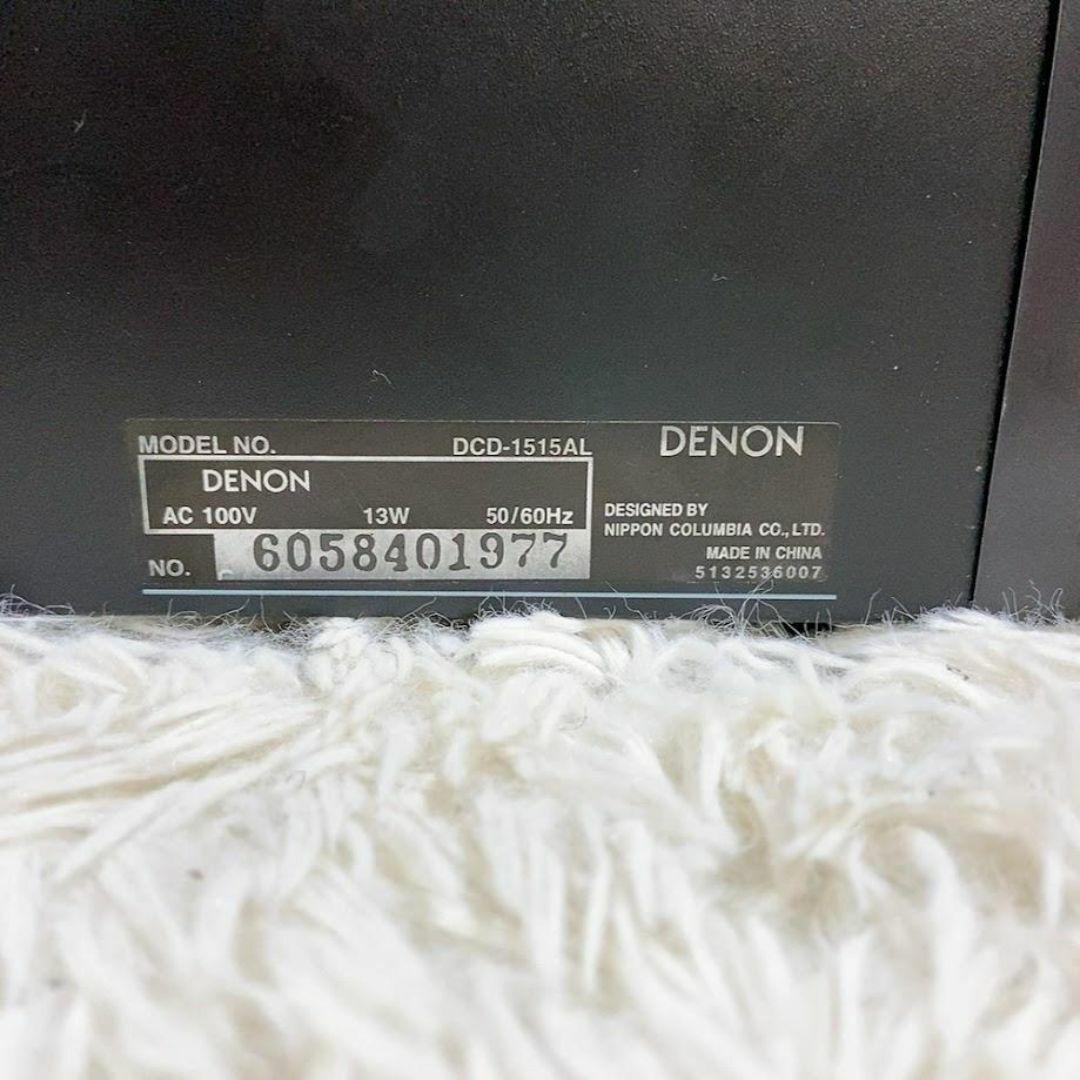 MODEL NO. DCD-1515AL
DENON
AC 100V 13W 50/60Hz
NO. 6058401977
DENON
DESIGNED BY
NIPPON COLUMBIA CO., LTD.
MADE IN CHINA
5132536007